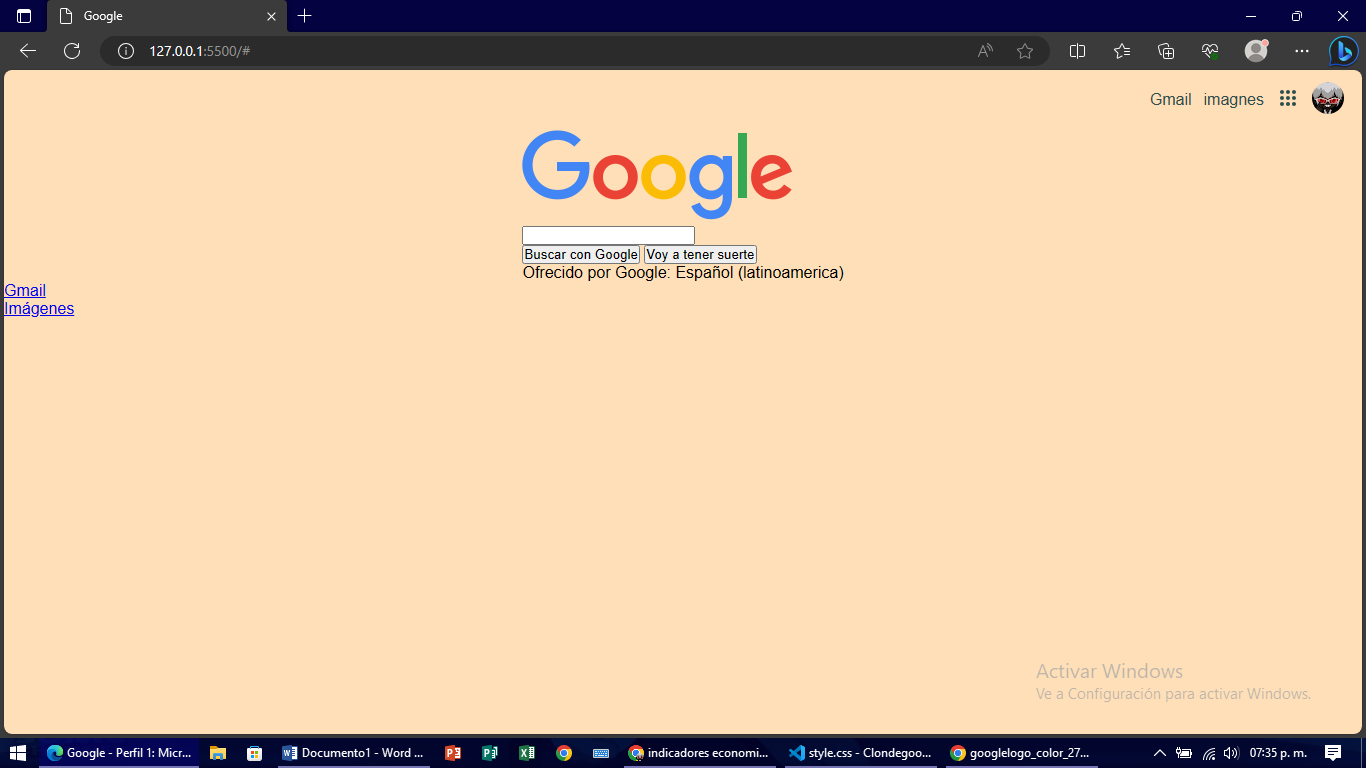 Google
127.0.0.1:5500/#
Gmail imagnes
Google
Buscar con Google Voy a tener suerte
Ofrecido por Google: Español (latinoamerica)
Gmail
Imágenes
Activar Windows
Ve a Configuración para activar Windows.
Google - Perfil 1: Micr... Documento1 - Word ... indicadores economi... style.css - Clondegoo... googlelogo_color_27... 07:35 p. m.